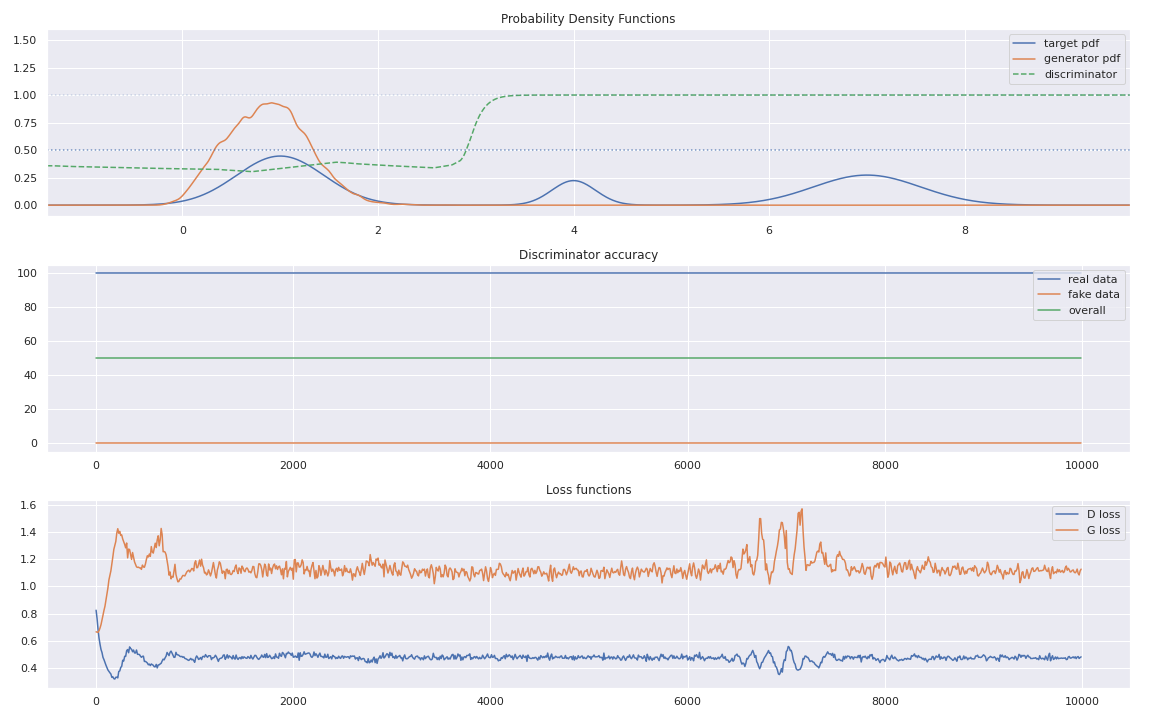 Probability Density Functions
1.50
1.25
1.00
0.75
0.50
0.25
0.00
target pdf
generator pdf
discriminator
0 2 4 6 8
Discriminator accuracy
100
80
60
40
20
0
real data
fake data
overall
0 2000 4000 6000 8000 10000
Loss functions
1.6
1.4
1.2
1.0
0.8
0.6
0.4
D loss
G loss
0 2000 4000 6000 8000 10000